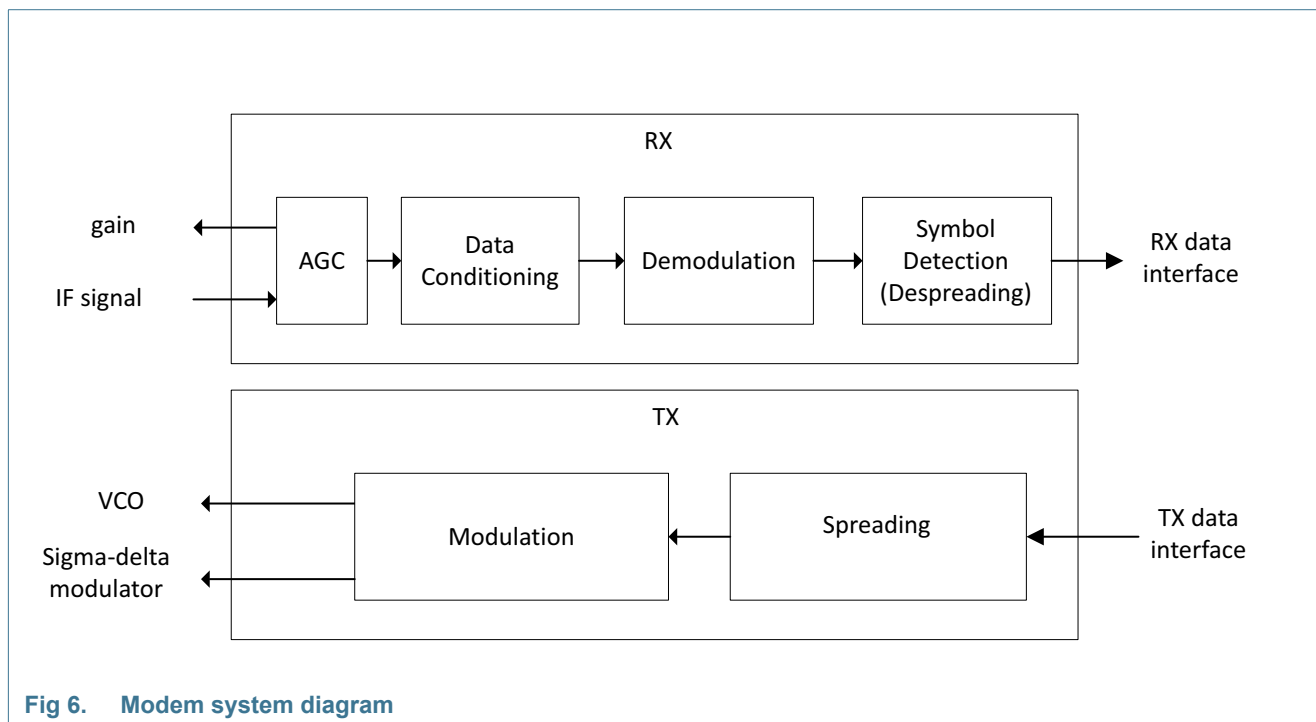 RX
gain
IF signal
AGC
Data
Conditioning
Demodulation
Symbol
Detection
(Despreading)
RX data
interface
TX
VCO
Sigma-delta
modulator
Modulation
Spreading
TX data
interface
Fig 6. Modem system diagram